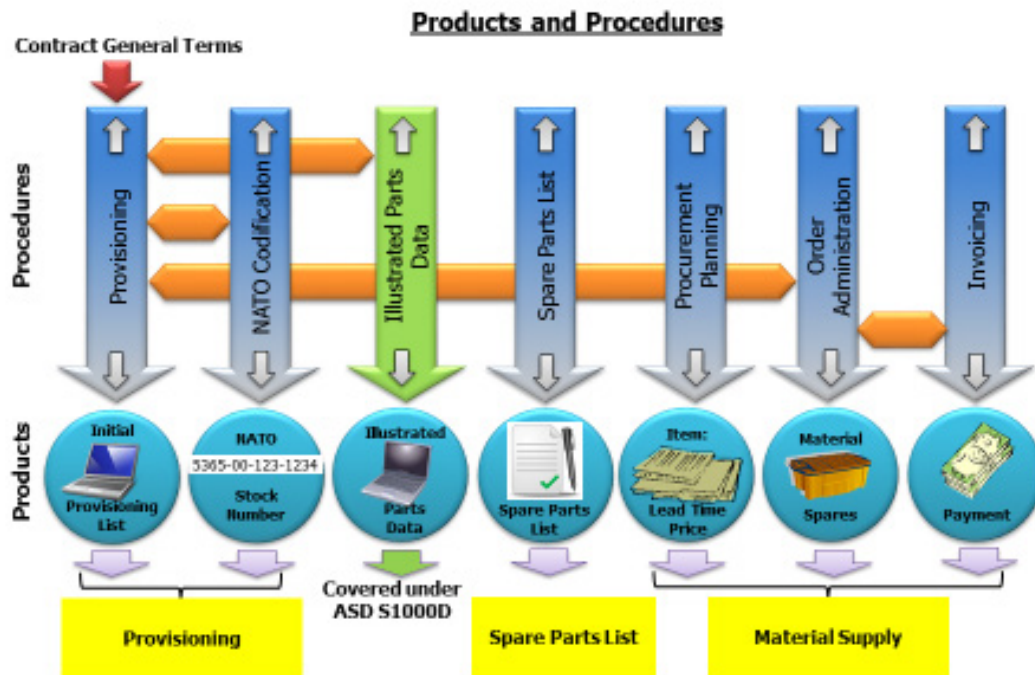 Products and Procedures
Contract General Terms
Procedures
Provisioning
NATO Codification
Illustrated Parts
Data
Spare Parts List
Procurement
Planning
Order
Administration
Invoicing
Products
Initial
Provisioning
List
NATO
5365-00-123-1234
Stock
Number
Illustrated
Parts
Data
Spare Parts
List
Item:
Lead Time
Price
Material
Spares
Payment
Covered under
ASD S1000D
Provisioning
Spare Parts List
Material Supply